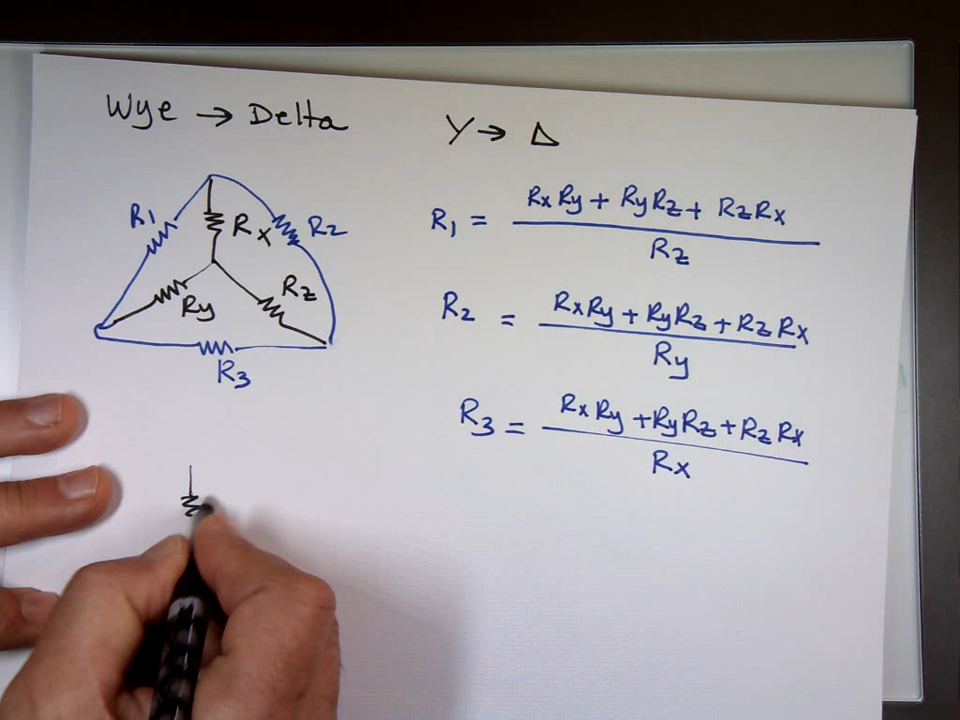 Wye → Delta
Y → Δ
R1
Rx
R2
Ry
Rz
R3
R1 = RxRy + RyRz + RzRx / Rz
R2 = RxRy + RyRz + RzRx / Ry
R3 = RxRy + RyRz + RzRx / Rx